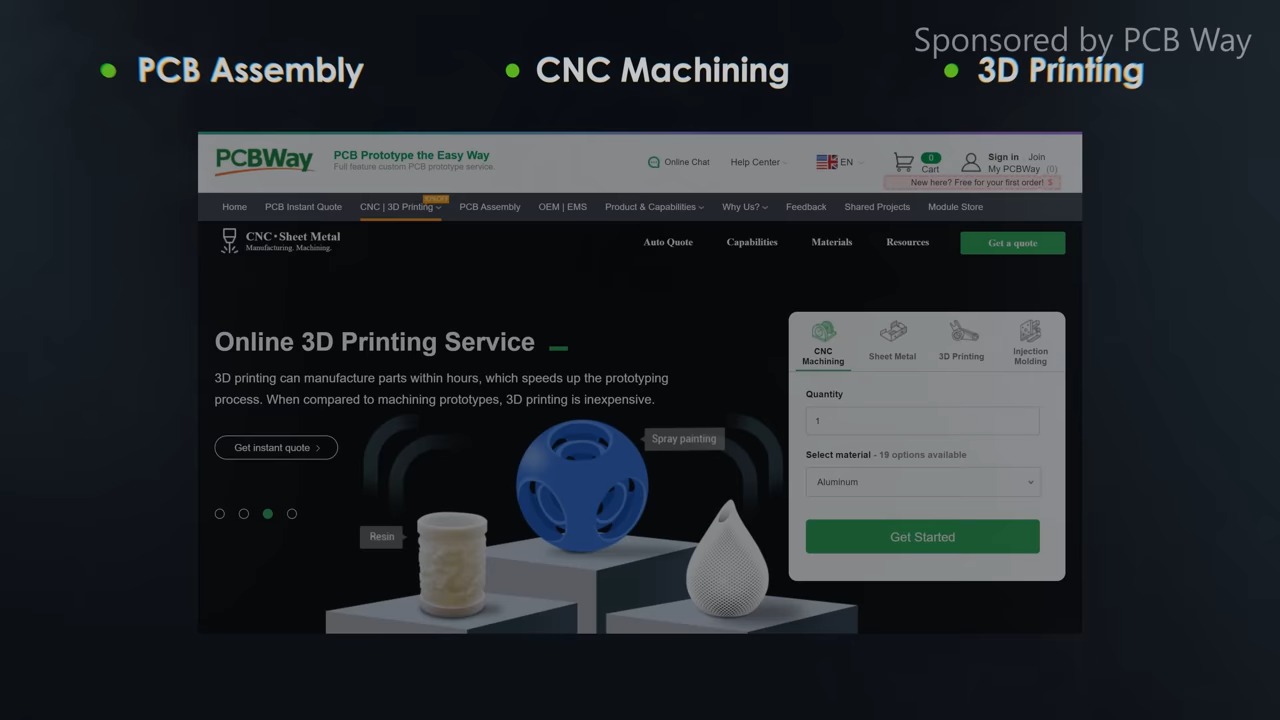 Sponsored by PCB Way
PCB Assembly
CNC Machining
3D Printing
PCBWay
PCB Prototype the Easy Way
Full feature custom PCB prototype service.
Online Chat
Help Center
EN
0
Cart
Sign in Join
My PCBWay (0)
New here? Free for your first order! $
Home PCB Instant Quote CNC | 3D Printing PCB Assembly OEM | EMS Product & Capabilities Why Us? Feedback Shared Projects Module Store
CNC•Sheet Metal
Manufacturing. Machining.
Auto Quote Capabilities Materials Resources Get a quote
Online 3D Printing Service
3D printing can manufacture parts within hours, which speeds up the prototyping
process. When compared to machining prototypes, 3D printing is inexpensive.
Get instant quote
Spray painting
Resin
CNC
Machining
Sheet Metal
3D Printing
Injection
Molding
Quantity
1
Select material - 19 options available
Aluminum
Get Started